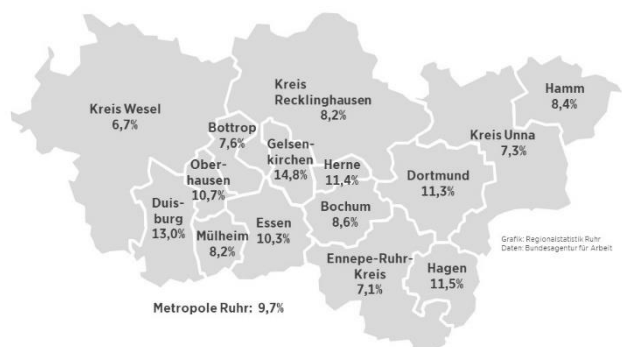 Kreis
Recklinghausen
8,2%
Hamm
8,4%
Kreis Wesel
6,7%
Bottrop
7,6%
Gelsen-
kirchen
14,8%
Kreis Unna
7,3%
Ober-
hausen
10,7%
Herne
11,4%
Dortmund
11,3%
Duis-
burg
13,0%
Mülheim
8,2%
Essen
10,3%
Bochum
8,6%
Grafik: Regionalstatistik Ruhr
Daten: Bundesagentur für Arbeit
Ennepe-Ruhr-
Kreis
7,1%
Hagen
11,5%
Metropole Ruhr: 9,7%